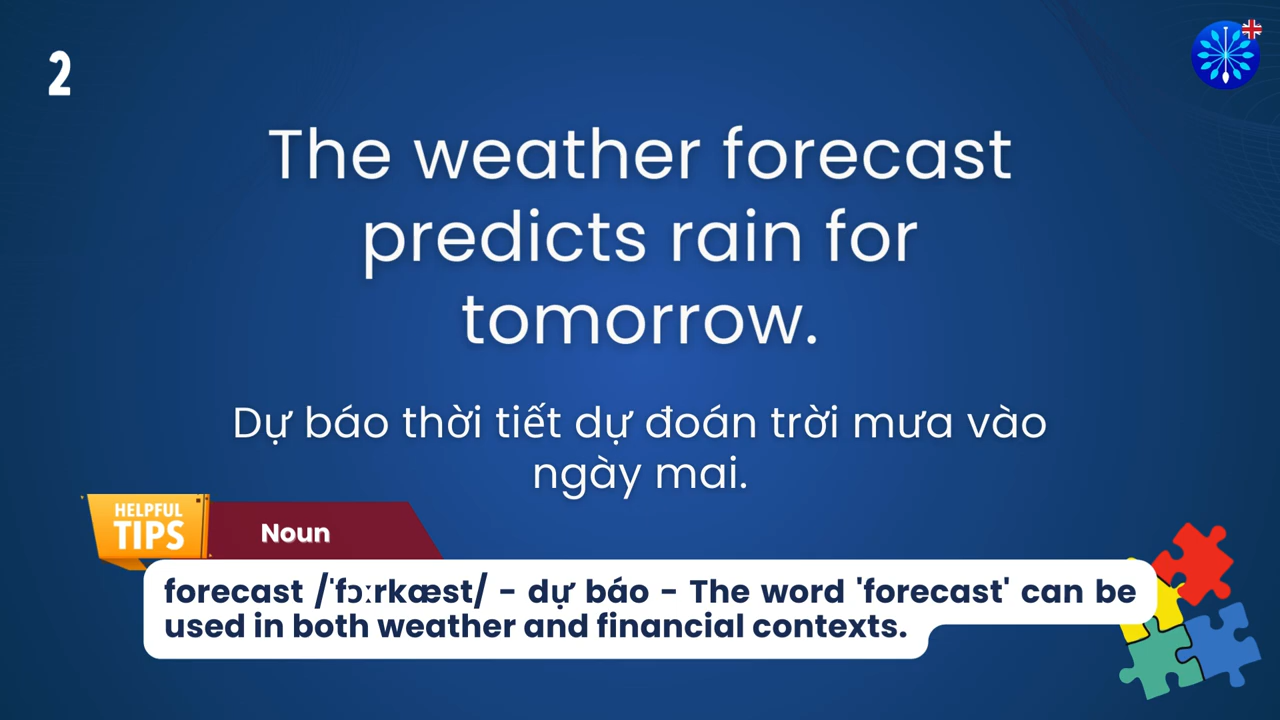 2
The weather forecast
predicts rain for
tomorrow.
Dự báo thời tiết dự đoán trời mưa vào
ngày mai.
HELPFUL
TIPS
Noun
forecast /ˈfɔːrkæst/ - dự báo - The word 'forecast' can be
used in both weather and financial contexts.